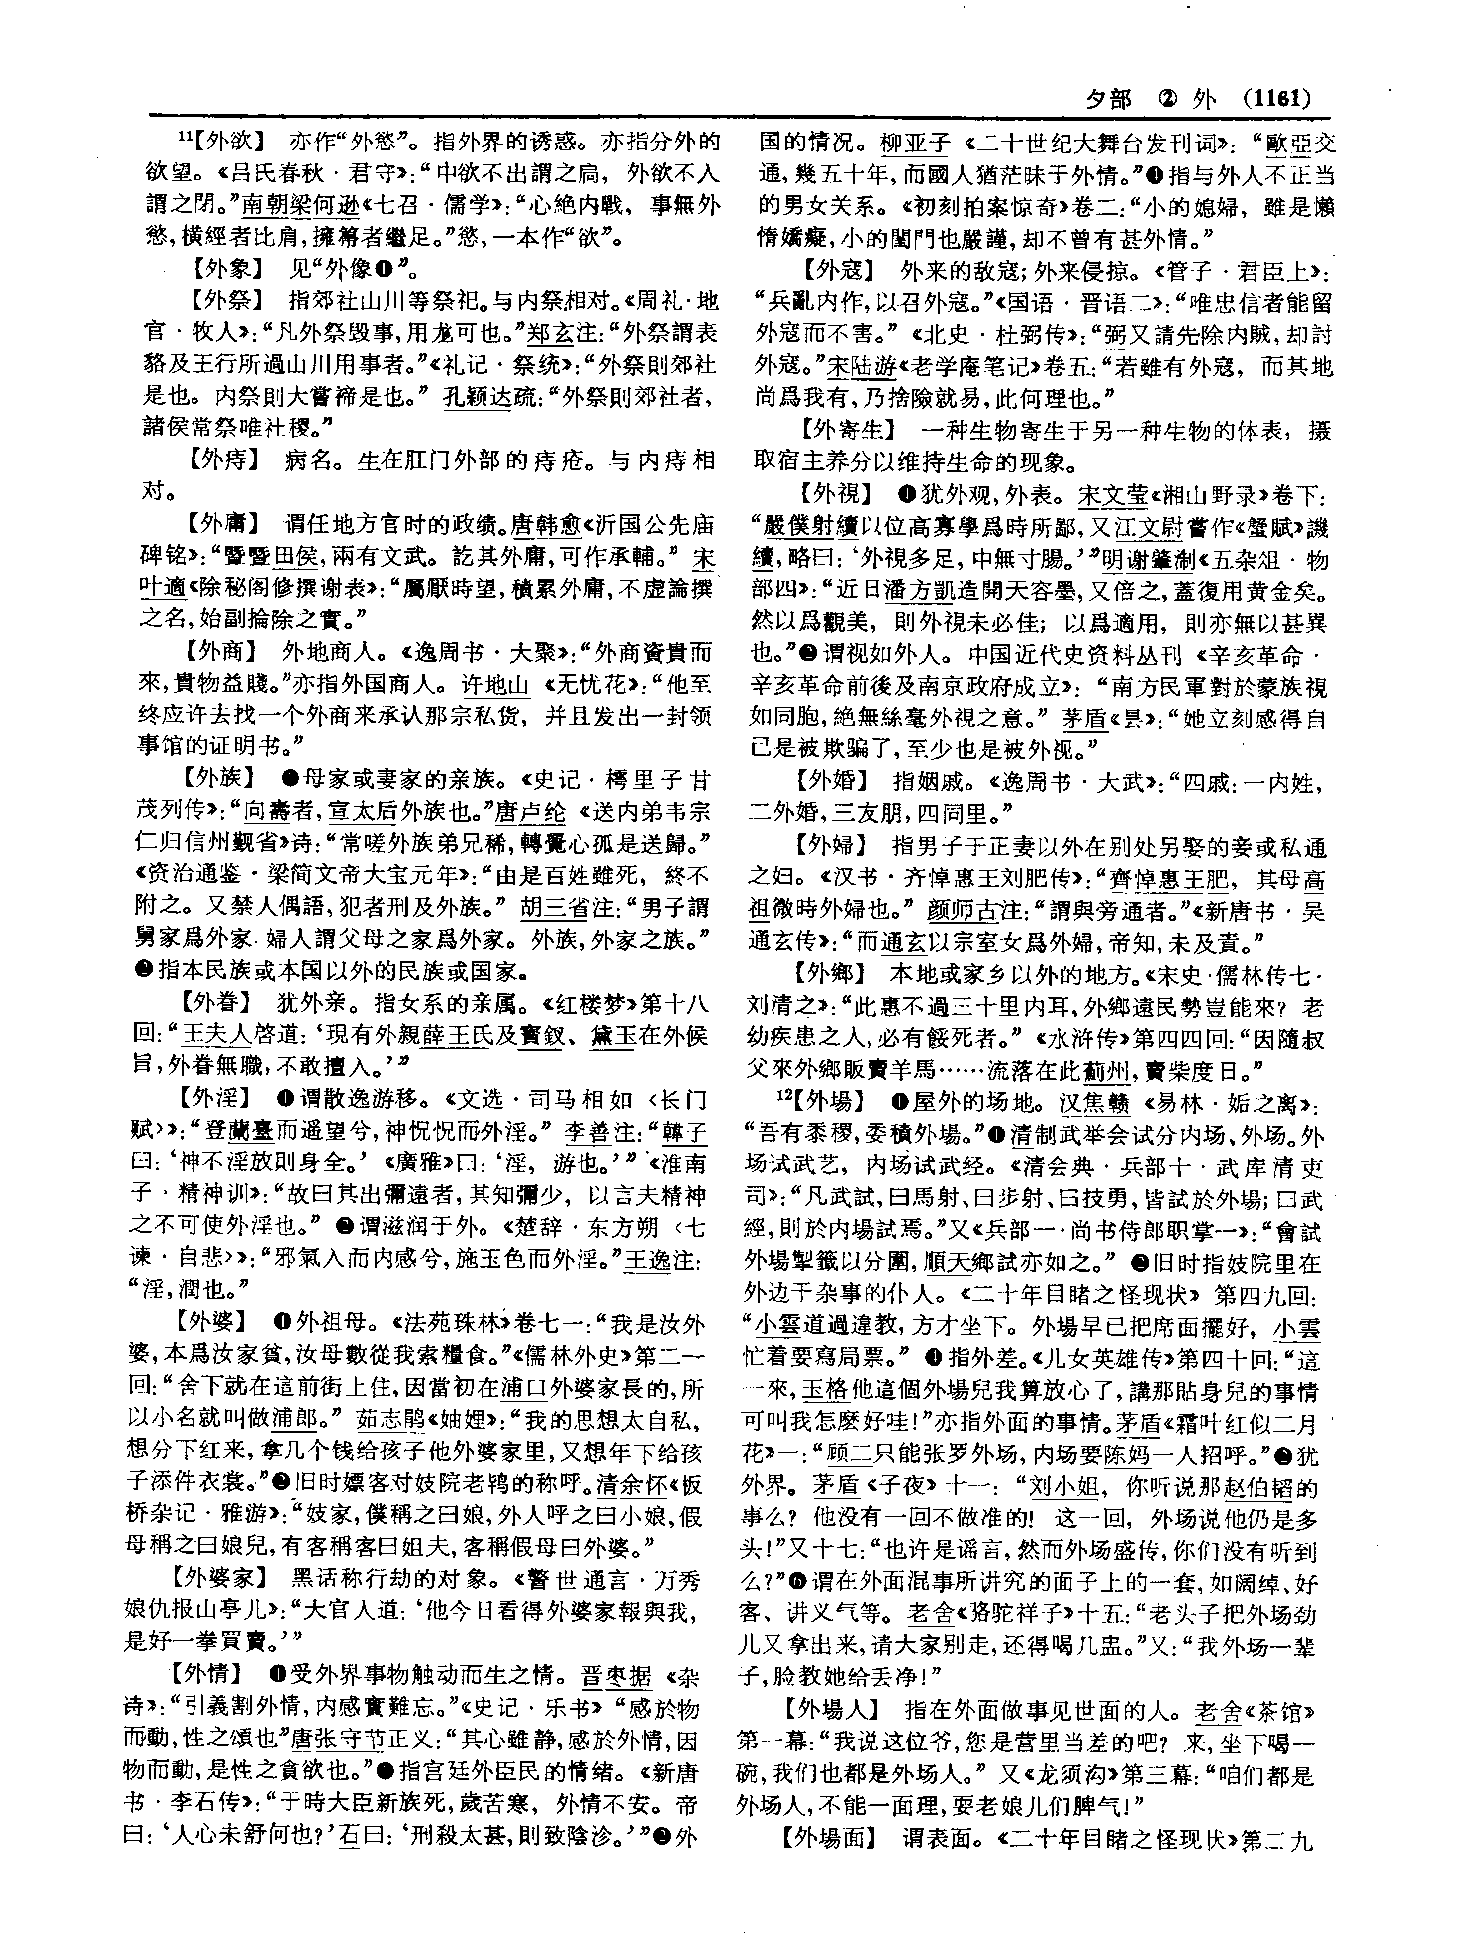 夕部 ② 外 (1161)
¹¹【外欲】 亦作“外慾”。指外界的诱惑。亦指分外的
欲望。《吕氏春秋·君守》：“中欲不出謂之扃，外欲不入
謂之閉。”南朝梁何逊《七召·儒学》：“心絶内戰，事無外
慾，横經者比肩，擁篲者繼足。”慾，一本作“欲”。
【外象】 见“外像❶”。
【外祭】 指郊社山川等祭祀。与内祭相对。《周礼·地
官·牧人》：“凡外祭毁事，用尨可也。”郑玄注：“外祭謂表
貉及王行所過山川用事者。”《礼记·祭统》：“外祭則郊社
是也。内祭則大嘗禘是也。” 孔颖达疏：“外祭則郊社者，
諸侯常祭唯社稷。”
【外痔】 病名。生在肛门外部的痔疮。与内痔相
对。
【外庸】 谓任地方官时的政绩。唐韩愈《沂国公先庙
碑铭》：“暨暨田侯，兩有文武。訖其外庸，可作承輔。” 宋
叶適《除秘阁修撰谢表》：“屬厭時望，積累外庸，不虚論撰
之名，始副掄除之實。”
【外商】 外地商人。《逸周书·大聚》：“外商資貴而
來，貴物益賤。”亦指外国商人。许地山《无忧花》：“他至
终应许去找一个外商来承认那宗私货，并且发出一封领
事馆的证明书。”
【外族】 ❶母家或妻家的亲族。《史记·樗里子甘
茂列传》：“向壽者，宣太后外族也。”唐卢纶《送内弟韦宗
仁归信州觐省》诗：“常嗟外族弟兄稀，轉覺心孤是送歸。”
《资治通鉴·梁简文帝大宝元年》：“由是百姓雖死，終不
附之。又禁人偶語，犯者刑及外族。” 胡三省注：“男子謂
舅家爲外家，婦人謂父母之家爲外家。外族，外家之族。”
❷指本民族或本国以外的民族或国家。
【外眷】 犹外亲。指女系的亲属。《红楼梦》第十八
回：“王夫人啓道：‘現有外親薛王氏及寶釵、黛玉在外候
旨，外眷無職，不敢擅入。’”
【外淫】 ❶谓散逸游移。《文选·司马相如〈长门
赋〉》：“登蘭臺而遥望兮，神怳怳而外淫。” 李善注：“韓子
曰：‘神不淫放則身全。’《廣雅》曰：‘淫，游也。’”《淮南
子·精神训》：“故曰其出彌遠者，其知彌少，以言夫精神
之不可使外淫也。” ❷谓滋润于外。《楚辞·东方朔〈七
谏·自悲〉》：“邪氣入而内感兮，施玉色而外淫。”王逸注：
“淫，潤也。”
【外婆】 ❶外祖母。《法苑珠林》卷七一：“我是汝外
婆，本爲汝家貧，汝母數從我索糧食。”《儒林外史》第二一
回：“舍下就在這前街上住，因當初在浦口外婆家長的，所
以小名就叫做浦郎。” 茹志鹃《妯娌》：“我的思想太自私，
想分下红来，拿几个钱给孩子他外婆家里，又想年下给孩
子添件衣裳。”❷旧时嫖客对妓院老鸨的称呼。清余怀《板
桥杂记·雅游》：“妓家，僕稱之曰娘，外人呼之曰小娘，假
母稱之曰娘兒，有客稱客曰姐夫，客稱假母曰外婆。”
【外婆家】 黑话称行劫的对象。《警世通言·万秀
娘仇报山亭儿》：“大官人道：‘他今日看得外婆家報與我，
是好一拳買賣。’”
【外情】 ❶受外界事物触动而生之情。晋枣据《杂
诗》：“引義割外情，内感實難忘。”《史记·乐书》“感於物
而動，性之頌也”唐张守节正义：“其心雖静，感於外情，因
物而動，是性之貪欲也。”❷指宫廷外臣民的情绪。《新唐
书·李石传》：“于時大臣新族死，歲苦寒，外情不安。帝
曰：‘人心未舒何也？’石曰：‘刑殺太甚，則致陰沴。’”❸外
国的情况。柳亚子《二十世纪大舞台发刊词》：“歐亞交
通，幾五十年，而國人猶茫昧于外情。”❹指与外人不正当
的男女关系。《初刻拍案惊奇》卷二：“小的媳婦，雖是懶
惰嬌癡，小的閨門也嚴謹，却不曾有甚外情。”
【外寇】 外来的敌寇；外来侵掠。《管子·君臣上》：
“兵亂内作，以召外寇。”《国语·晋语二》：“唯忠信者能留
外寇而不害。”《北史·杜弼传》：“弼又請先除内賊，却討
外寇。”宋陆游《老学庵笔记》卷五：“若雖有外寇，而其地
尚爲我有，乃捨險就易，此何理也。”
【外寄生】 一种生物寄生于另一种生物的体表，摄
取宿主养分以维持生命的现象。
【外視】 ❶犹外观，外表。宋文莹《湘山野录》卷下：
“嚴僕射續以位高寡學爲時所鄙，又江文蔚嘗作《蟹賦》譏
續，略曰：‘外視多足，中無寸腸。’”明谢肇淛《五杂俎·物
部四》：“近日潘方凱造開天容墨，又倍之，蓋復用黄金矣。
然以爲觀美，則外視未必佳；以爲適用，則亦無以甚異
也。”❷谓视如外人。中国近代史资料丛刊《辛亥革命·
辛亥革命前後及南京政府成立》：“南方民軍對於蒙族視
如同胞，絶無絲毫外視之意。” 茅盾《昙》：“她立刻感得自
己是被欺骗了，至少也是被外视。”
【外婚】 指姻戚。《逸周书·大武》：“四戚：一内姓，
二外婚，三友朋，四同里。”
【外婦】 指男子于正妻以外在别处另娶的妾或私通
之妇。《汉书·齐悼惠王刘肥传》：“齊悼惠王肥，其母高
祖微時外婦也。” 颜师古注：“謂與旁通者。”《新唐书·吴
通玄传》：“而通玄以宗室女爲外婦，帝知，未及責。”
【外鄉】 本地或家乡以外的地方。《宋史·儒林传七·
刘清之》：“此惠不過三十里内耳，外鄉遠民勢豈能來？老
幼疾患之人，必有餒死者。”《水浒传》第四四回：“因隨叔
父來外鄉販賣羊馬……流落在此薊州，賣柴度日。”
¹²【外場】 ❶屋外的场地。汉焦赣《易林·姤之离》：
“吾有黍稷，委積外場。”❷清制武举会试分内场、外场。外
场试武艺，内场试武经。《清会典·兵部十·武库清吏
司》：“凡武試，曰馬射、曰步射、曰技勇，皆試於外場；曰武
經，則於内場試焉。”又《兵部一·尚书侍郎职掌一》：“會試
外場掣籤以分圍，順天鄉試亦如之。” ❸旧时指妓院里在
外边干杂事的仆人。《二十年目睹之怪现状》第四九回：
“小雲道過違教，方才坐下。外場早已把席面擺好，小雲
忙着要寫局票。” ❹指外差。《儿女英雄传》第四十回：“這
一來，玉格他這個外場兒我算放心了，講那貼身兒的事情
可叫我怎麽好哇！”亦指外面的事情。茅盾《霜叶红似二月
花》一：“顾二只能张罗外场，内场要陈妈一人招呼。”❺犹
外界。茅盾《子夜》十一：“刘小姐，你听说那赵伯韬的
事么？他没有一回不做准的！这一回，外场说他仍是多
头！”又十七：“也许是谣言，然而外场盛传，你们没有听到
么？”❻谓在外面混事所讲究的面子上的一套，如阔绰、好
客、讲义气等。老舍《骆驼祥子》十五：“老头子把外场劲
儿又拿出来，请大家别走，还得喝几盅。”又：“我外场一辈
子，脸教她给丢净！”
【外場人】 指在外面做事见世面的人。老舍《茶馆》
第一幕：“我说这位爷，您是营里当差的吧？来，坐下喝一
碗，我们也都是外场人。”又《龙须沟》第三幕：“咱们都是
外场人，不能一面理，耍老娘儿们脾气！”
【外場面】 谓表面。《二十年目睹之怪现状》第二九